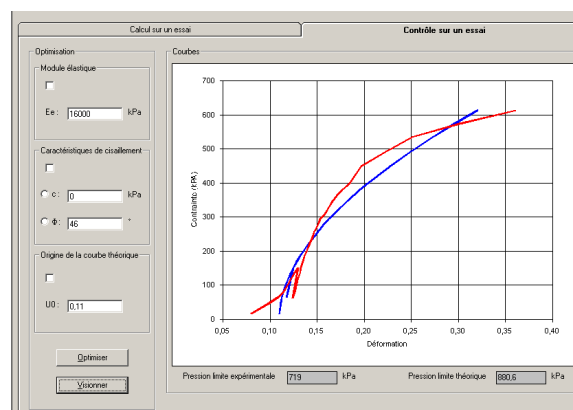 Calcul sur un essai
Contrôle sur un essai
Optimisation
Module élastique
Ee : 16000 kPa
Caractéristiques de cisaillement
c : 0 kPa
Φ : 46 °
Origine de la courbe théorique
U0 : 0,11
Optimiser
Visionner
Courbes
Contrainte (kPA)
700
600
500
400
300
200
100
0
0,05 0,10 0,15 0,20 0,25 0,30 0,35 0,40
Déformation
Pression limite expérimentale 719 kPa Pression limite théorique 880,6 kPa